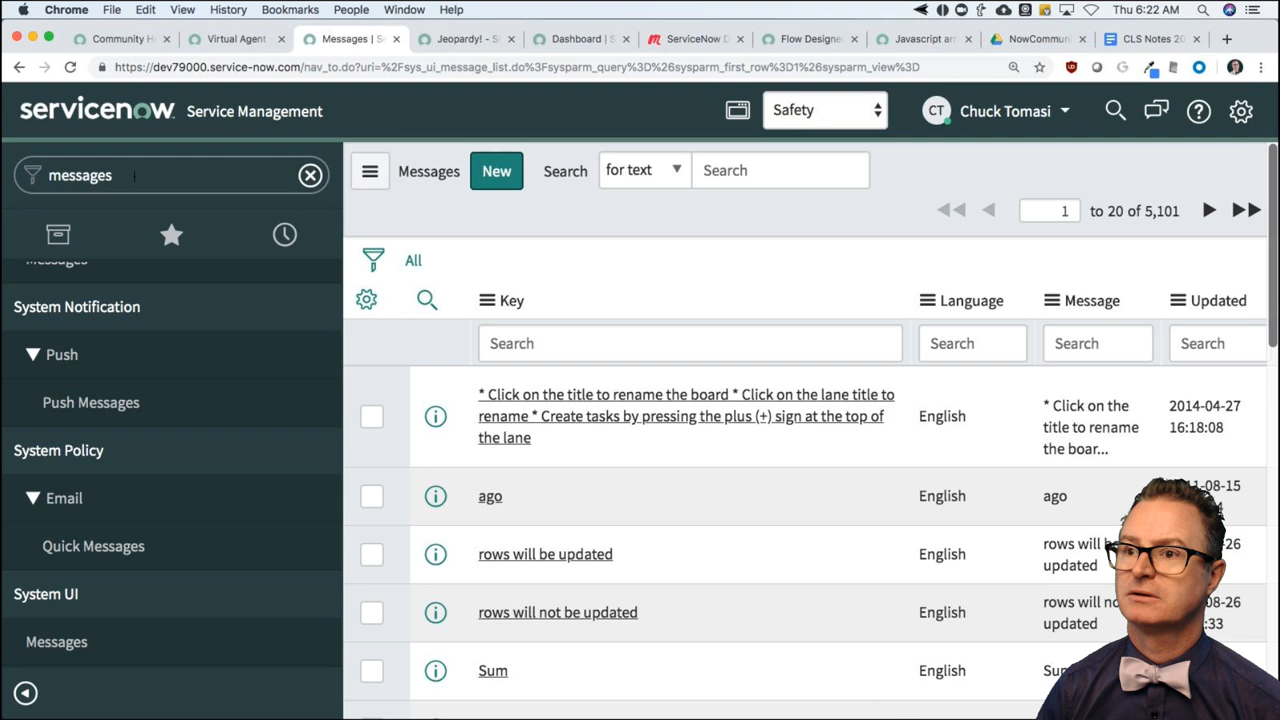 Chrome File Edit View History Bookmarks People Window Help Thu 6:22 AM
Community H Virtual Agent Messages | S Jeopardy! - S Dashboard | S ServiceNow D Flow Designe Javascript arr NowCommun CLS Notes 20
https://dev79000.service-now.com/nav_to.do?uri=%2Fsys_ui_message_list.do%3Fsysparm_query%3D%26sysparm_first_row%3D1%26sysparm_view%3D
servicenow Service Management Safety CT Chuck Tomasi
messages
Messages New Search for text Search
1 to 20 of 5,101
Messages
System Notification
Push
Push Messages
System Policy
Email
Quick Messages
System UI
Messages
All
Key Language Message Updated
Search Search Search Search
* Click on the title to rename the board * Click on the lane title to
rename * Create tasks by pressing the plus (+) sign at the top of
the lane
English
* Click on the
title to rename
the boar...
2014-04-27
16:18:08
ago English ago
rows will be updated English rows will
updated
rows will not be updated English rows will
updated
Sum English